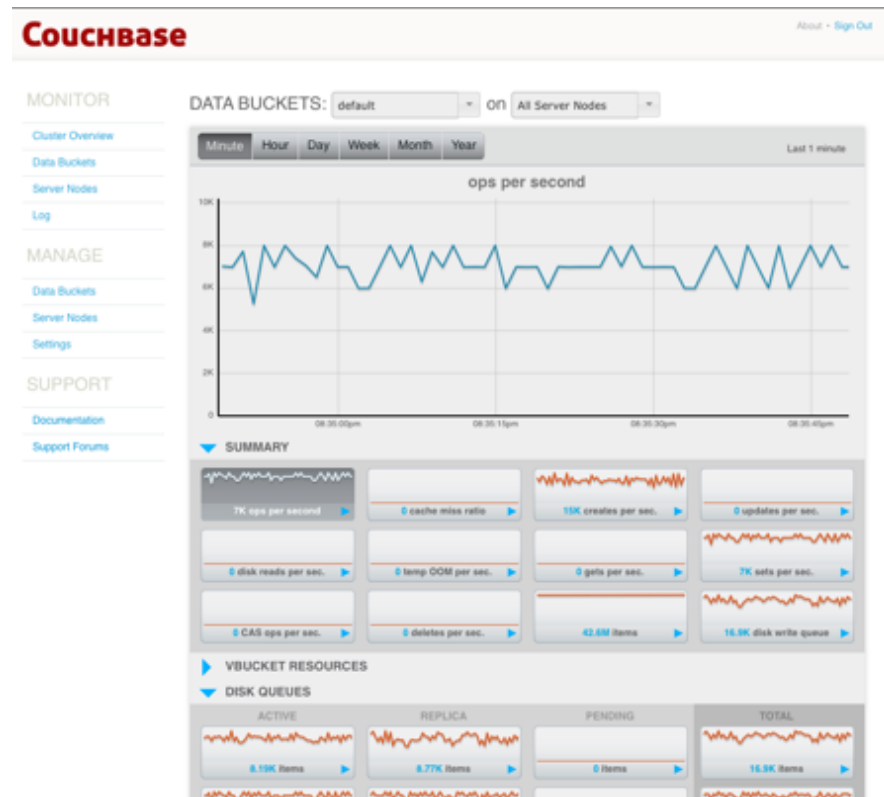 COUCHBASE
About • Sign Out
MONITOR
Cluster Overview
Data Buckets
Server Nodes
Log
MANAGE
Data Buckets
Server Nodes
Settings
SUPPORT
Documentation
Support Forums
DATA BUCKETS: default on All Server Nodes
Minute Hour Day Week Month Year
Last 1 minute
ops per second
10K
8K
6K
4K
2K
0
08:35:00pm 08:35:15pm 08:35:30pm 08:35:45pm
SUMMARY
7K ops per second 0 cache miss ratio 15K creates per sec. 0 updates per sec.
0 disk reads per sec. 0 temp OOM per sec. 0 gets per sec. 7K sets per sec.
0 CAS ops per sec. 0 deletes per sec. 42.6M items 16.9K disk write queue
VBUCKET RESOURCES
DISK QUEUES
ACTIVE REPLICA PENDING TOTAL
8.19K items 8.77K items 0 items 16.9K items